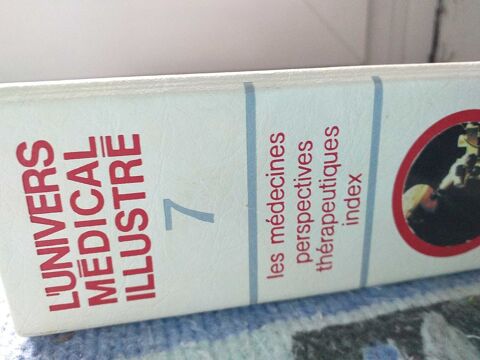 L'UNIVERS
MÉDICAL
ILLUSTRÉ
7
les médecines
perspectives
thérapeutiques
index